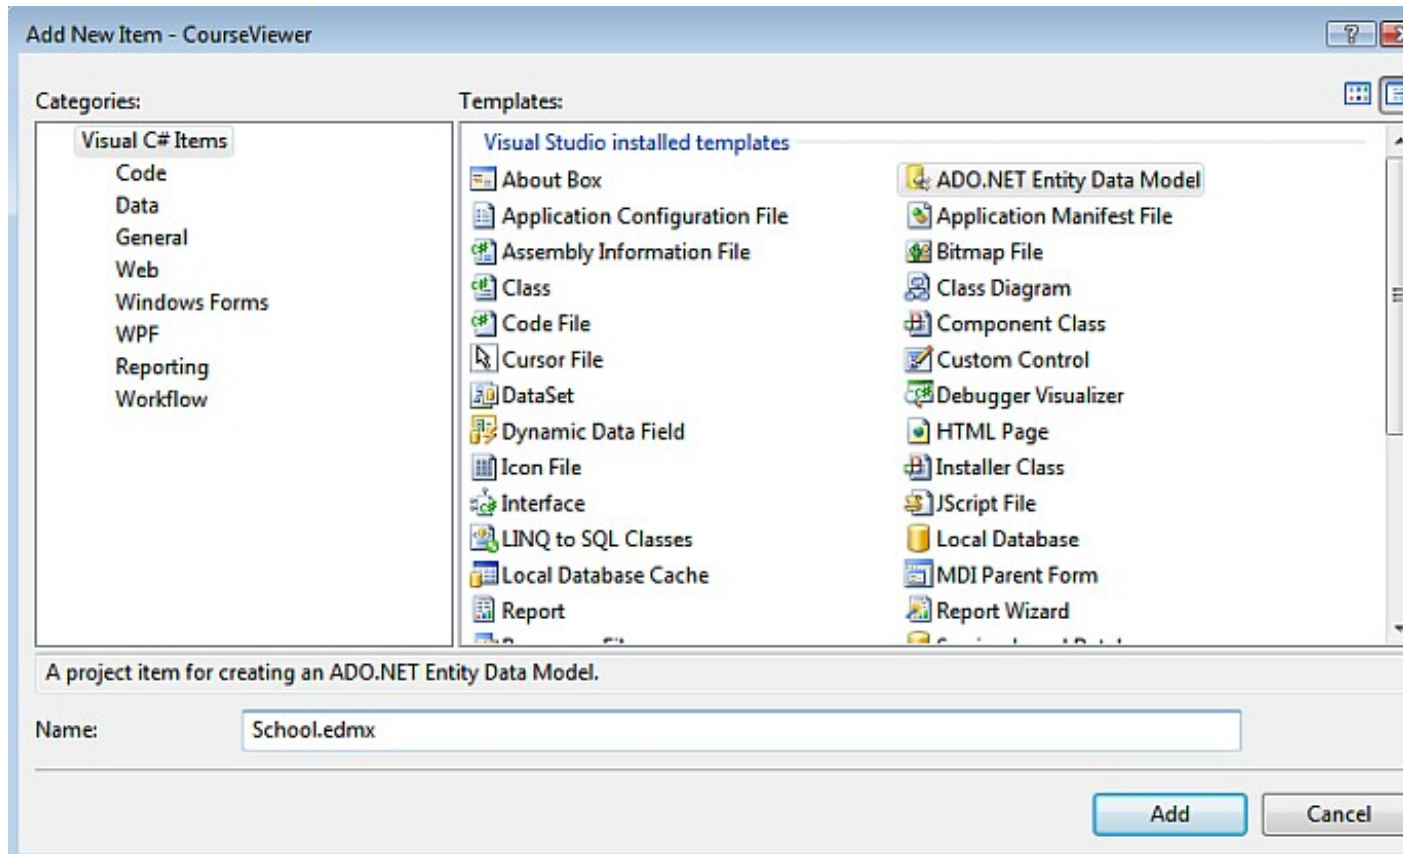 Add New Item - CourseViewer
Categories:
Templates:
Visual C# Items
Code
Data
General
Web
Windows Forms
WPF
Reporting
Workflow
Visual Studio installed templates
About Box
ADO.NET Entity Data Model
Application Configuration File
Application Manifest File
Assembly Information File
Bitmap File
Class
Class Diagram
Code File
Component Class
Cursor File
Custom Control
DataSet
Debugger Visualizer
Dynamic Data Field
HTML Page
Icon File
Installer Class
Interface
JScript File
LINQ to SQL Classes
Local Database
Local Database Cache
MDI Parent Form
Report
Report Wizard
A project item for creating an ADO.NET Entity Data Model.
Name:
School.edmx
Add
Cancel